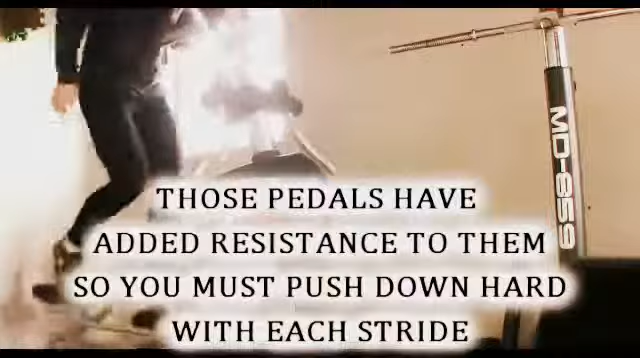 MD-859
THOSE PEDALS HAVE
ADDED RESISTANCE TO THEM
SO YOU MUST PUSH DOWN HARD
WITH EACH STRIDE